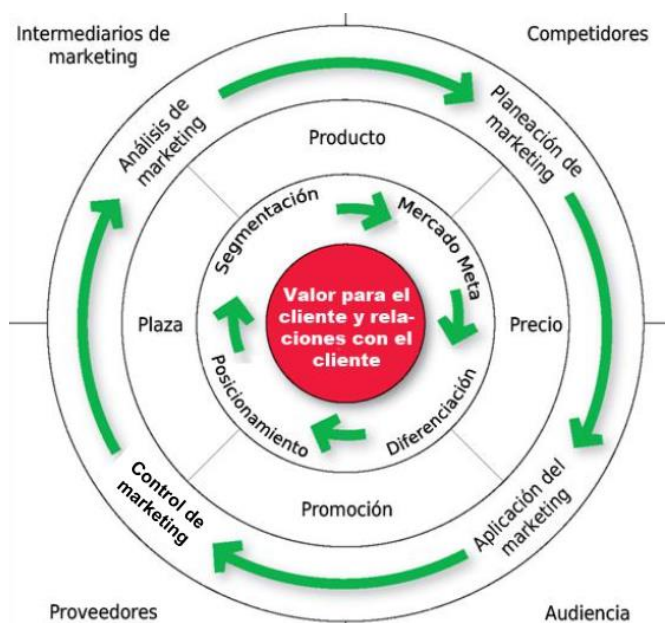 Intermediarios de
marketing
Competidores
Análisis de
marketing
Planeación de
marketing
Producto
Segmentación
Mercado Meta
Plaza
Valor para el
cliente y rela-
ciones con el
cliente
Precio
Posicionamiento
Diferenciación
Control de
marketing
Promoción
Aplicación del
marketing
Proveedores
Audiencia